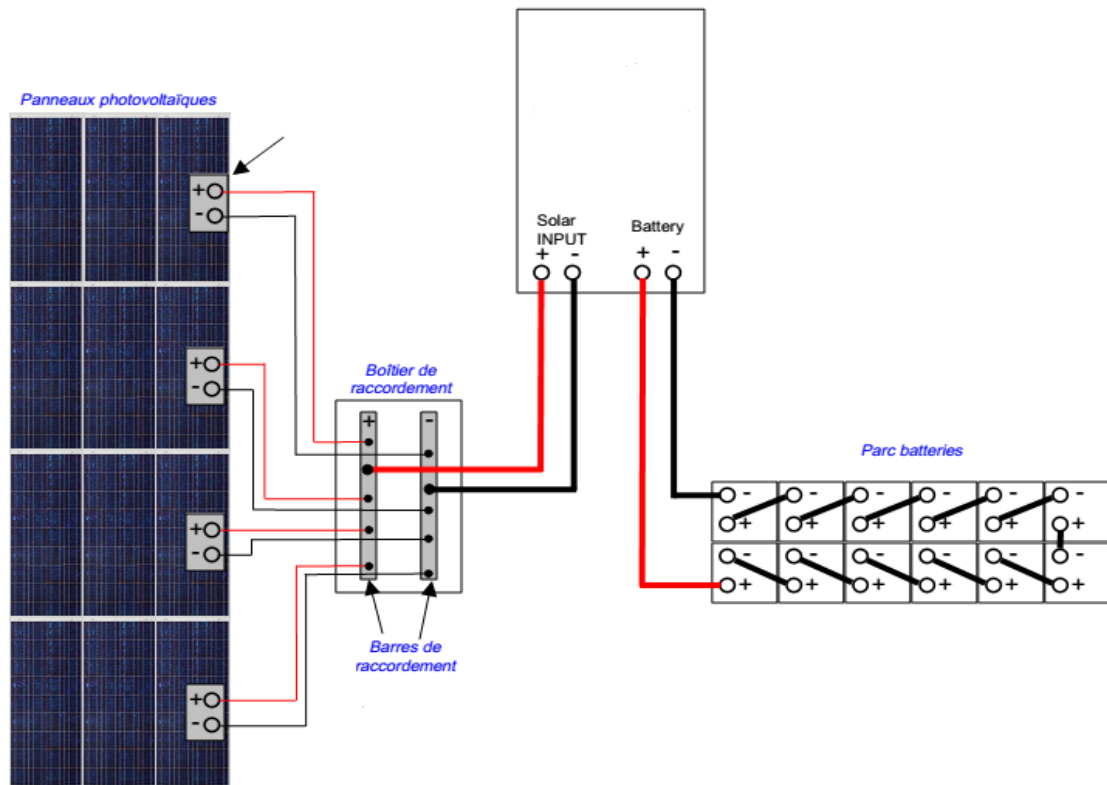 Panneaux photovoltaïques
+
-
+
-
+
-
+
-
Boîtier de
raccordement
+ -
Barres de
raccordement
Solar
INPUT
+ -
Battery
+ -
Parc batteries
- - - - - -
+ + + + + +
- - - - - -
+ + + + + +